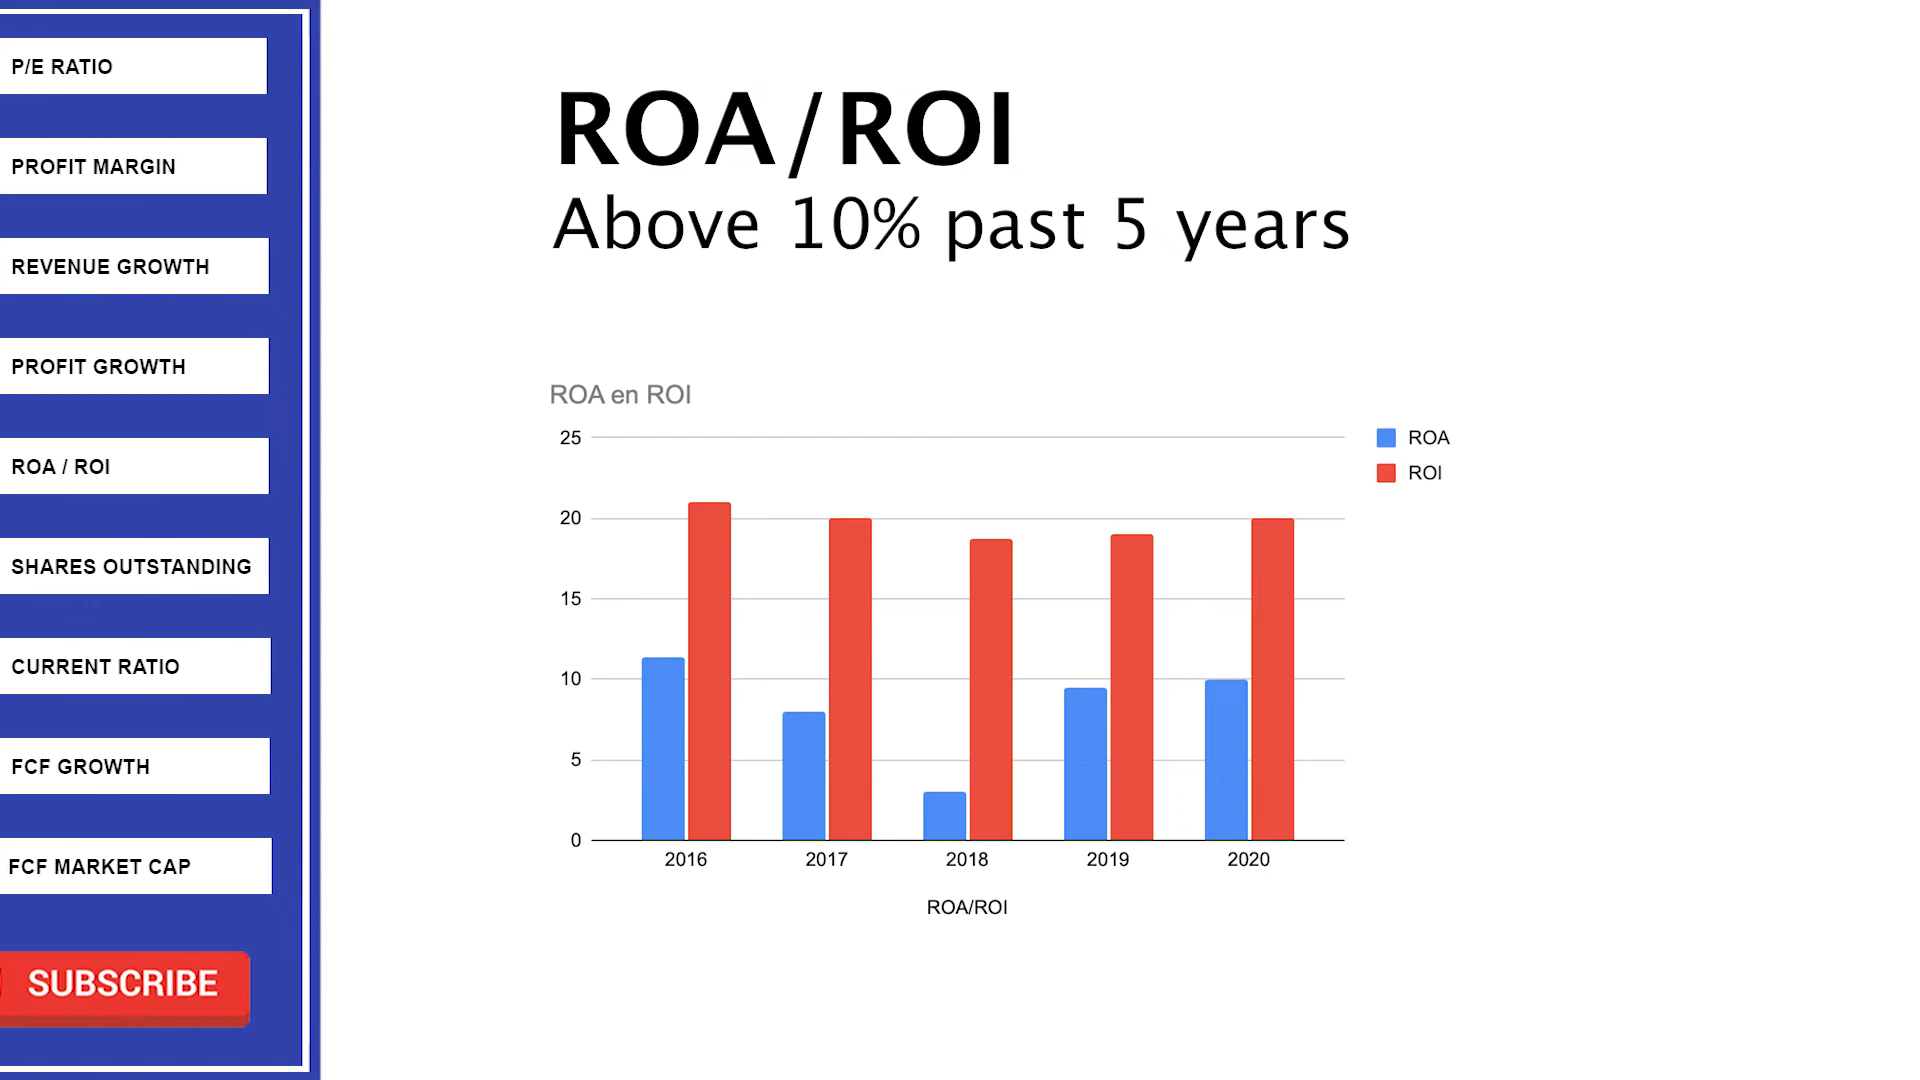 P/E RATIO
PROFIT MARGIN
REVENUE GROWTH
PROFIT GROWTH
ROA / ROI
SHARES OUTSTANDING
CURRENT RATIO
FCF GROWTH
FCF MARKET CAP
SUBSCRIBE
ROA/ROI
Above 10% past 5 years
ROA en ROI
25
20
15
10
5
0
2016 2017 2018 2019 2020
ROA/ROI
ROA
ROI